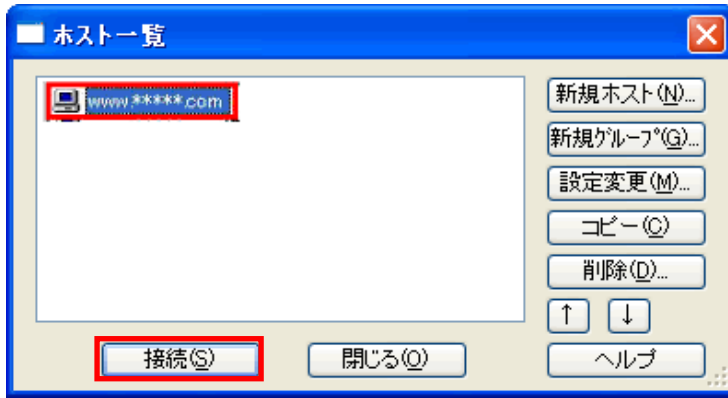 ホスト一覧
www.*****.com
新規ホスト(N)...
新規ｸﾞﾙｰﾌﾟ(G)...
設定変更(M)...
コピー(C)
削除(D)...
↑ ↓
接続(S) 閉じる(O) ヘルプ